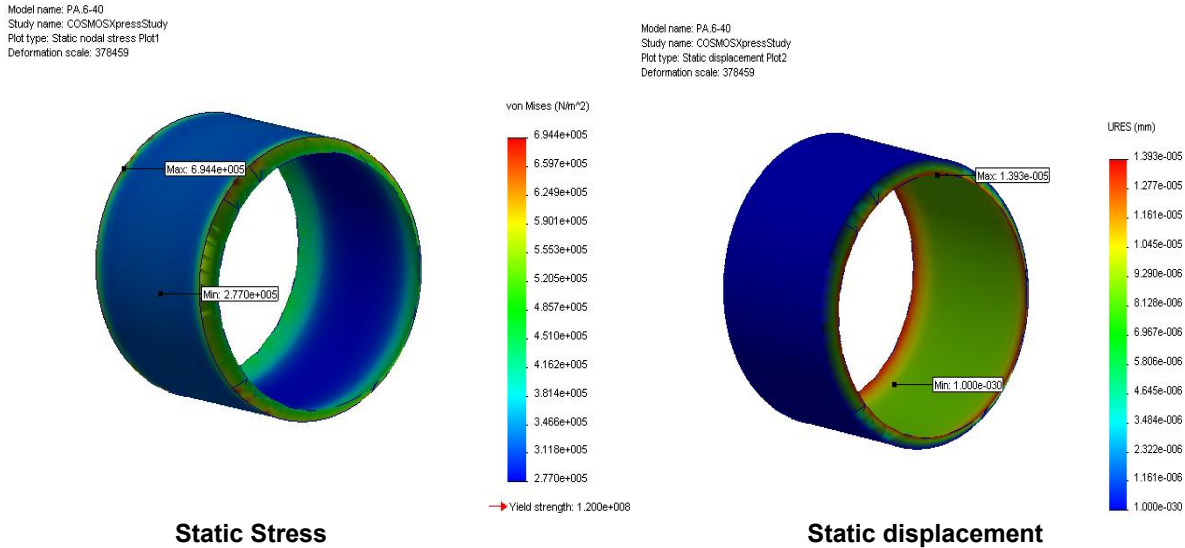 Model name: PA.6-40
Study name: COSMOSXpressStudy
Plot type: Static nodal stress Plot1
Deformation scale: 378459
von Mises (N/m^2)
6.944e+005
6.597e+005
6.249e+005
5.901e+005
5.553e+005
5.205e+005
4.857e+005
4.510e+005
4.162e+005
3.814e+005
3.466e+005
3.118e+005
2.770e+005
Yield strength: 1.200e+008
Max: 6.944e+005
Min: 2.770e+005
Static Stress
Model name: PA.6-40
Study name: COSMOSXpressStudy
Plot type: Static displacement Plot2
Deformation scale: 378459
URES (mm)
1.393e-005
1.277e-005
1.161e-005
1.045e-005
9.290e-006
8.128e-006
6.967e-006
5.806e-006
4.645e-006
3.484e-006
2.322e-006
1.161e-006
1.000e-030
Max: 1.393e-005
Min: 1.000e-030
Static displacement